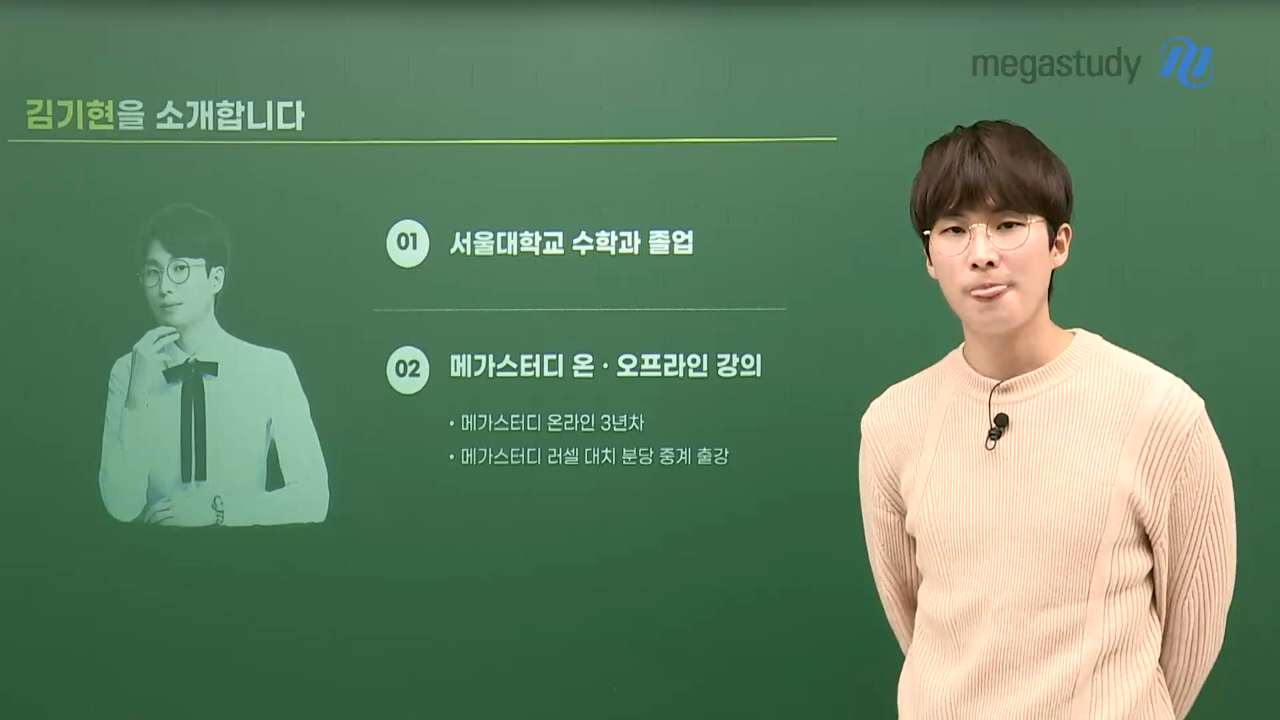 megastudy
김기현을 소개합니다
01 서울대학교 수학과 졸업
02 메가스터디 온 · 오프라인 강의
• 메가스터디 온라인 3년차
• 메가스터디 러셀 대치 분당 중계 출강